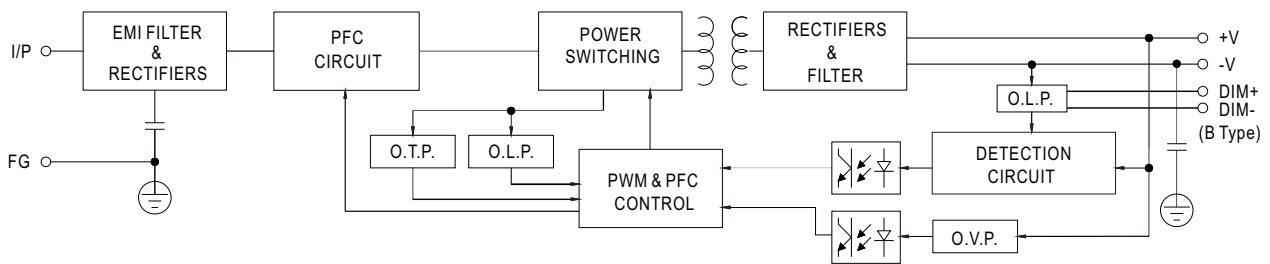 I/P
EMI FILTER
&
RECTIFIERS
PFC
CIRCUIT
POWER
SWITCHING
RECTIFIERS
&
FILTER
+V
-V
DIM+
DIM-
(B Type)
O.L.P.
FG
O.T.P.
O.L.P.
PWM & PFC
CONTROL
DETECTION
CIRCUIT
O.V.P.